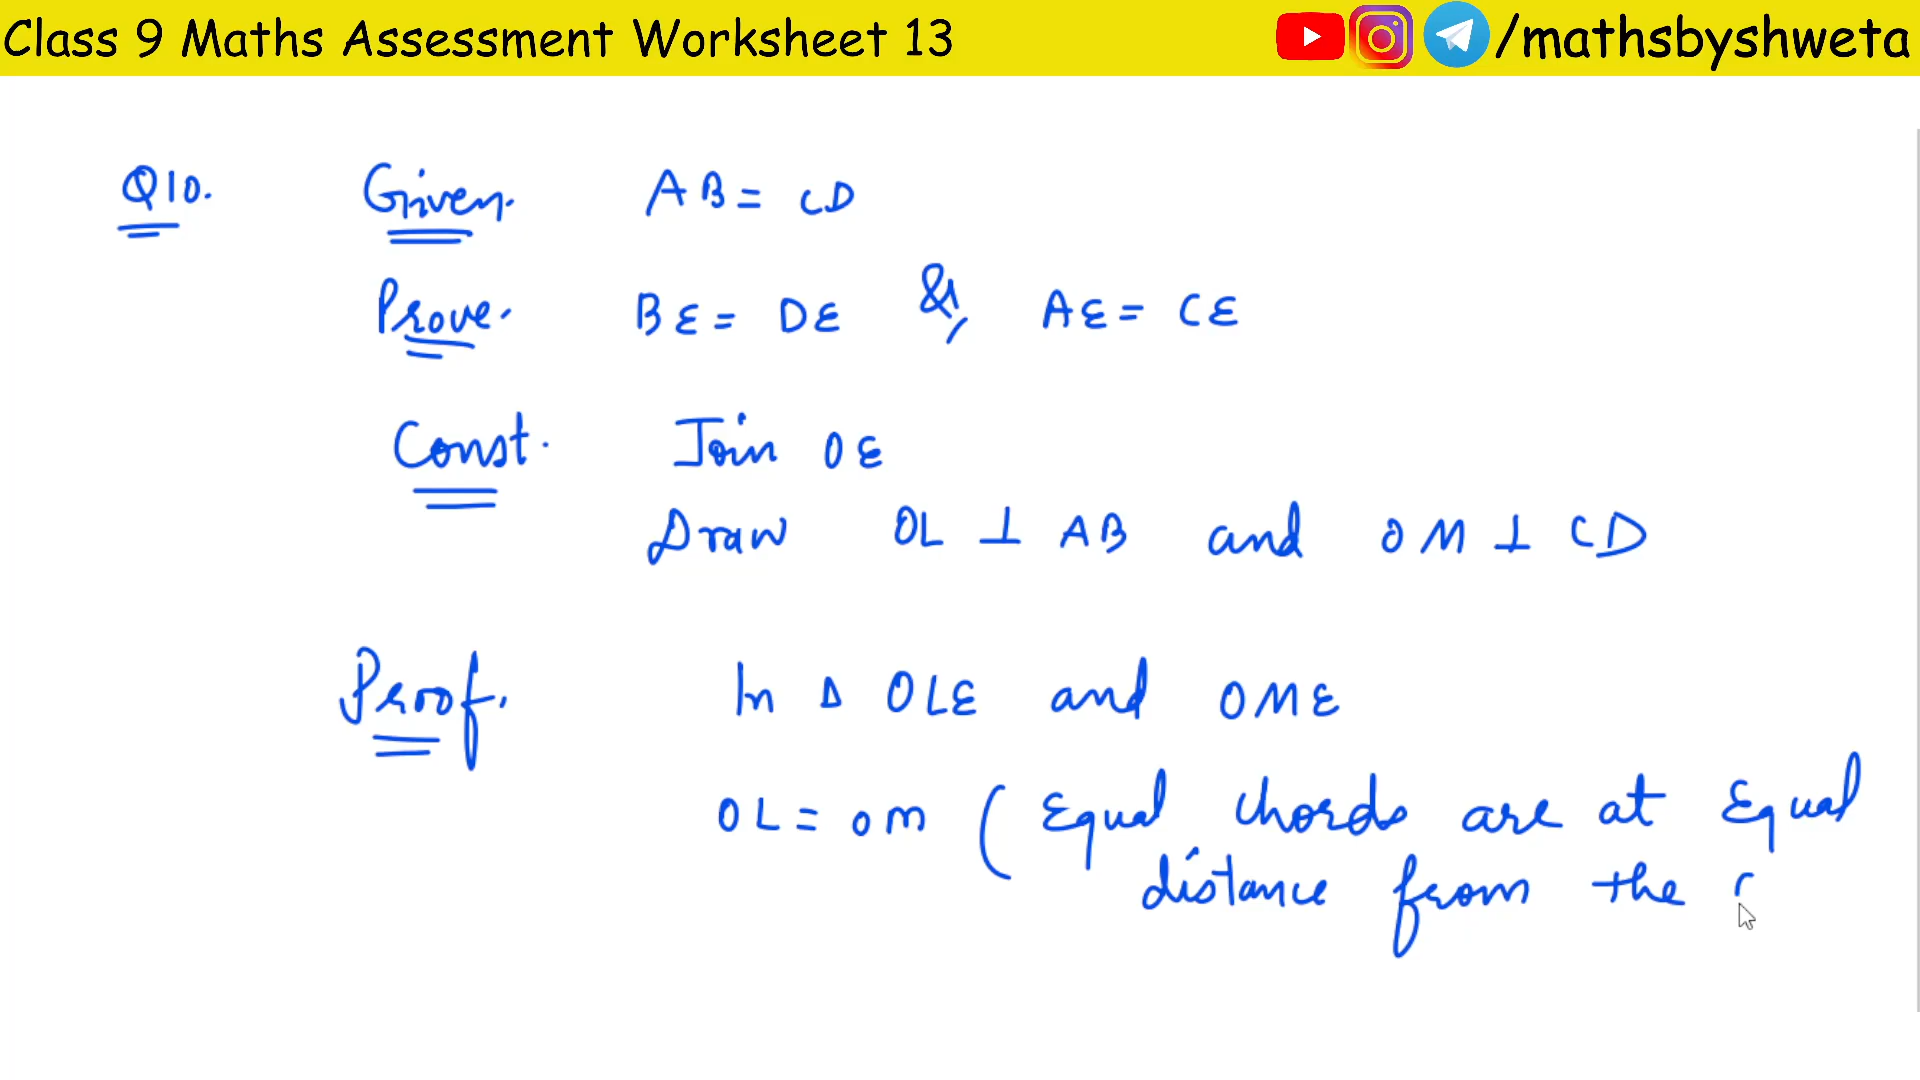 Class 9 Maths Assessment Worksheet 13 /mathsbyshweta
Q10. Given. AB = CD
Prove. BE = DE &, AE = CE
Const. Join OE
Draw OL ⊥ AB and OM ⊥ CD
Proof. In Δ OLE and OME
OL = OM ( Equal chords are at Equal
distance from the